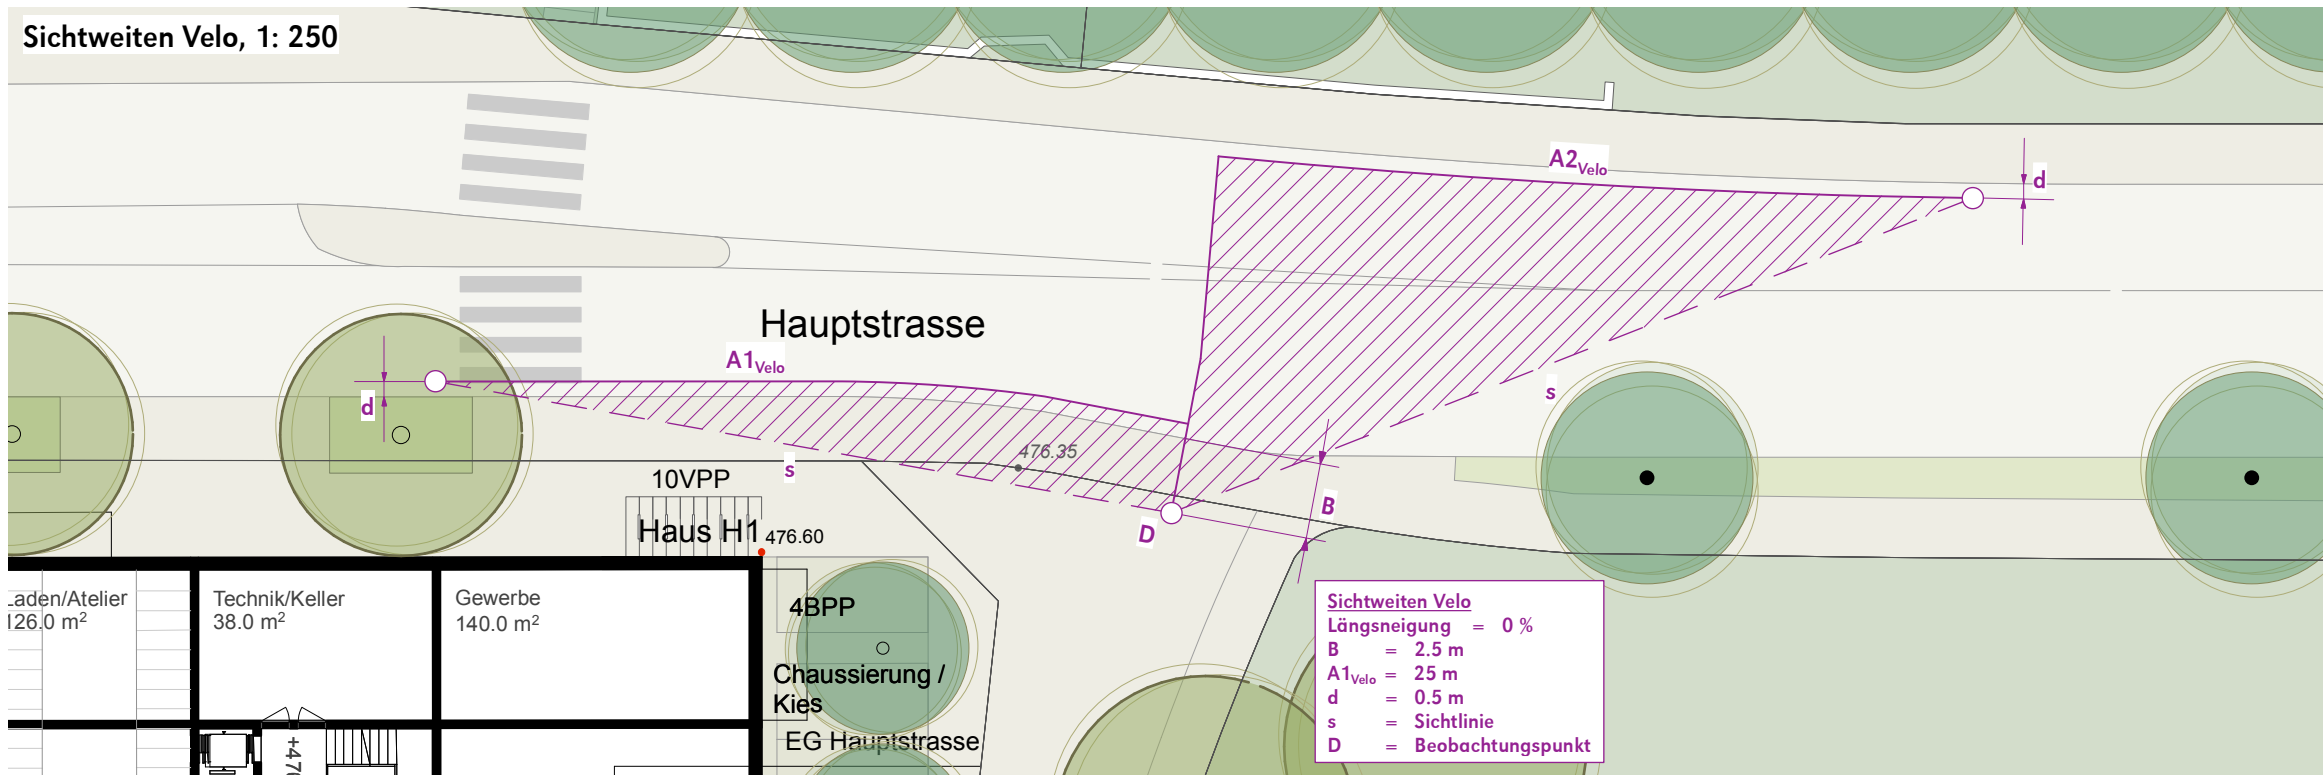 Sichtweiten Velo, 1: 250
A2Velo
d
Hauptstrasse
A1Velo
d
s
476.35
s
10VPP
B
Haus H1
476.60
D
Laden/Atelier
126.0 m²
Technik/Keller
38.0 m²
Gewerbe
140.0 m²
4BPP
Chaussierung /
Kies
EG Hauptstrasse
Sichtweiten Velo
Längsneigung = 0 %
B = 2.5 m
A1Velo = 25 m
d = 0.5 m
s = Sichtlinie
D = Beobachtungspunkt